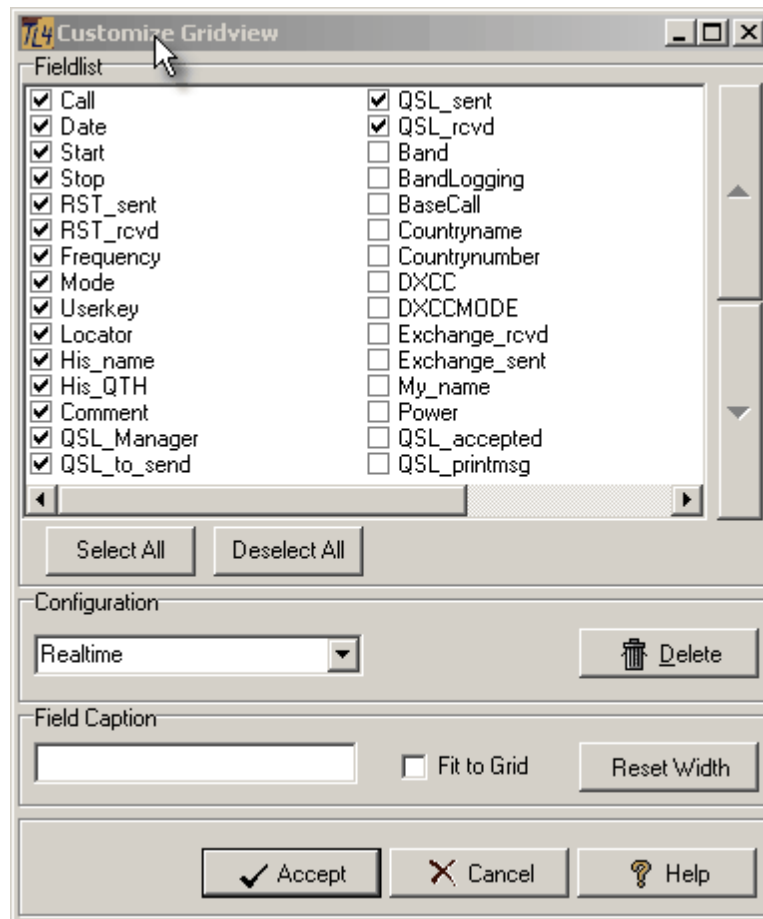 TL4 Customize Gridview
Fieldlist
Call
Date
Start
Stop
RST_sent
RST_rcvd
Frequency
Mode
Userkey
Locator
His_name
His_QTH
Comment
QSL_Manager
QSL_to_send
QSL_sent
QSL_rcvd
Band
BandLogging
BaseCall
Countryname
Countrynumber
DXCC
DXCCMODE
Exchange_rcvd
Exchange_sent
My_name
Power
QSL_accepted
QSL_printmsg
Select All Deselect All
Configuration
Realtime Delete
Field Caption
Fit to Grid Reset Width
Accept Cancel Help